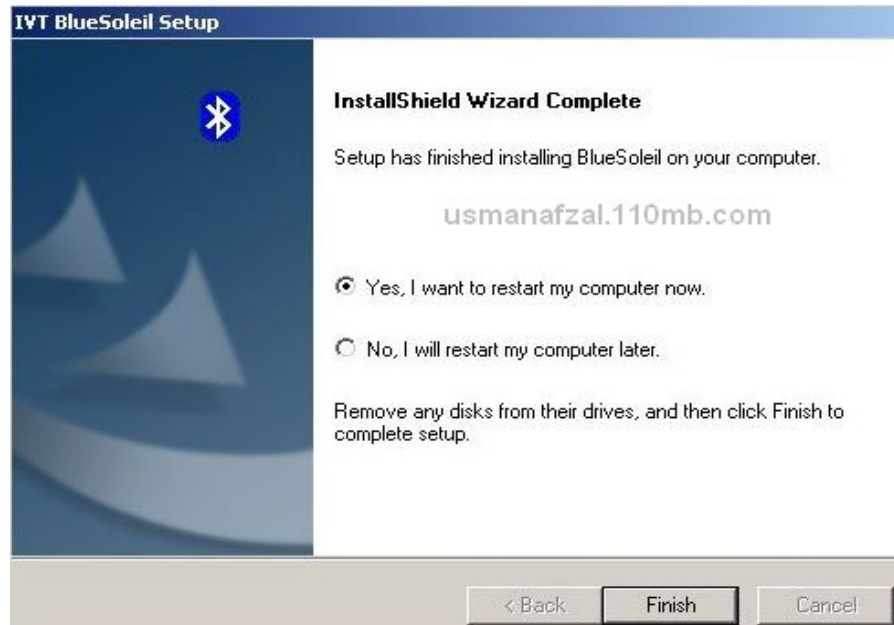 IVT BlueSoleil Setup
InstallShield Wizard Complete
Setup has finished installing BlueSoleil on your computer.
usmanafzal.110mb.com
Yes, I want to restart my computer now.
No, I will restart my computer later.
Remove any disks from their drives, and then click Finish to
complete setup.
< Back Finish Cancel